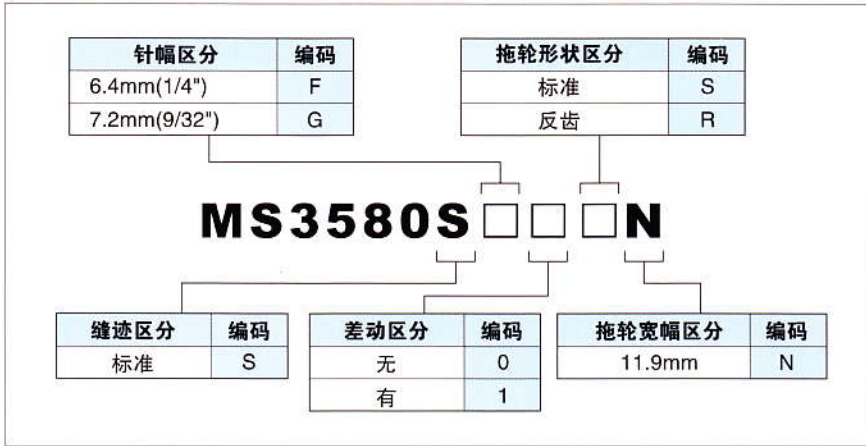 针幅区分 编码
6.4mm(1/4") F
7.2mm(9/32") G
拖轮形状区分 编码
标准 S
反齿 R
MS3580S□□□N
缝迹区分 编码
标准 S
差动区分 编码
无 0
有 1
拖轮宽幅区分 编码
11.9mm N